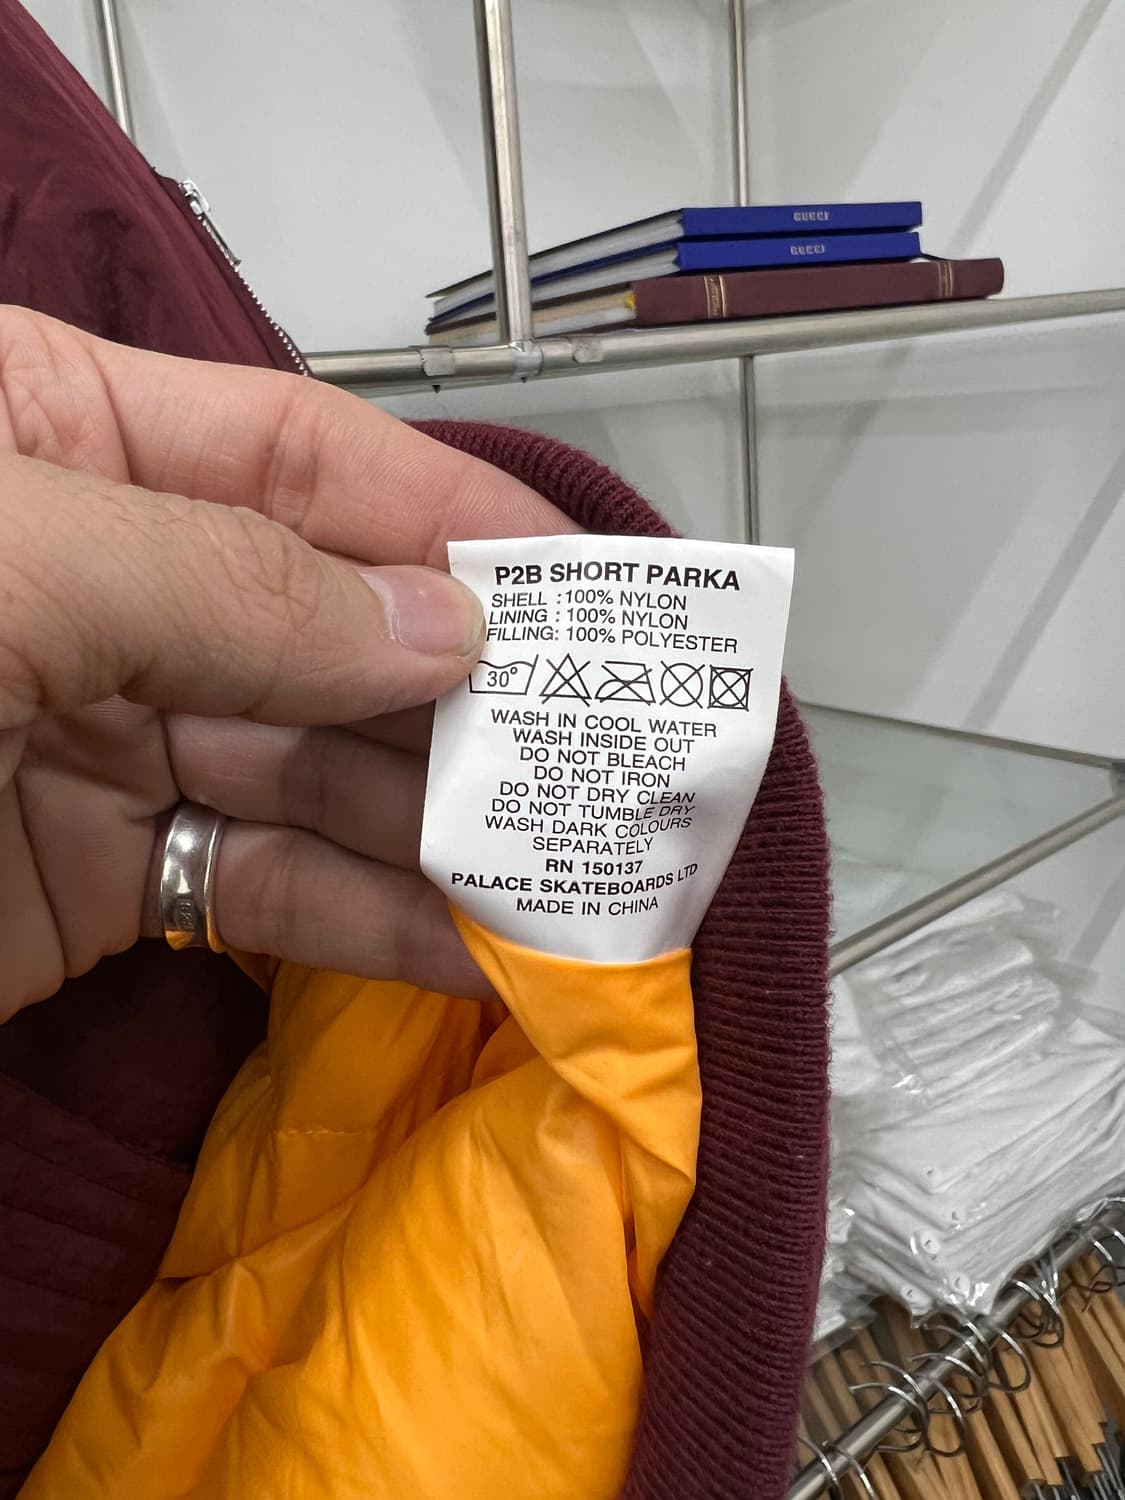 GUCCI
GUCCI
P2B SHORT PARKA
SHELL : 100% NYLON
LINING : 100% NYLON
FILLING: 100% POLYESTER
30°
WASH IN COOL WATER
WASH INSIDE OUT
DO NOT BLEACH
DO NOT IRON
DO NOT DRY CLEAN
DO NOT TUMBLE DRY
WASH DARK COLOURS
SEPARATELY
RN 150137
PALACE SKATEBOARDS LTD
MADE IN CHINA
L
L
L